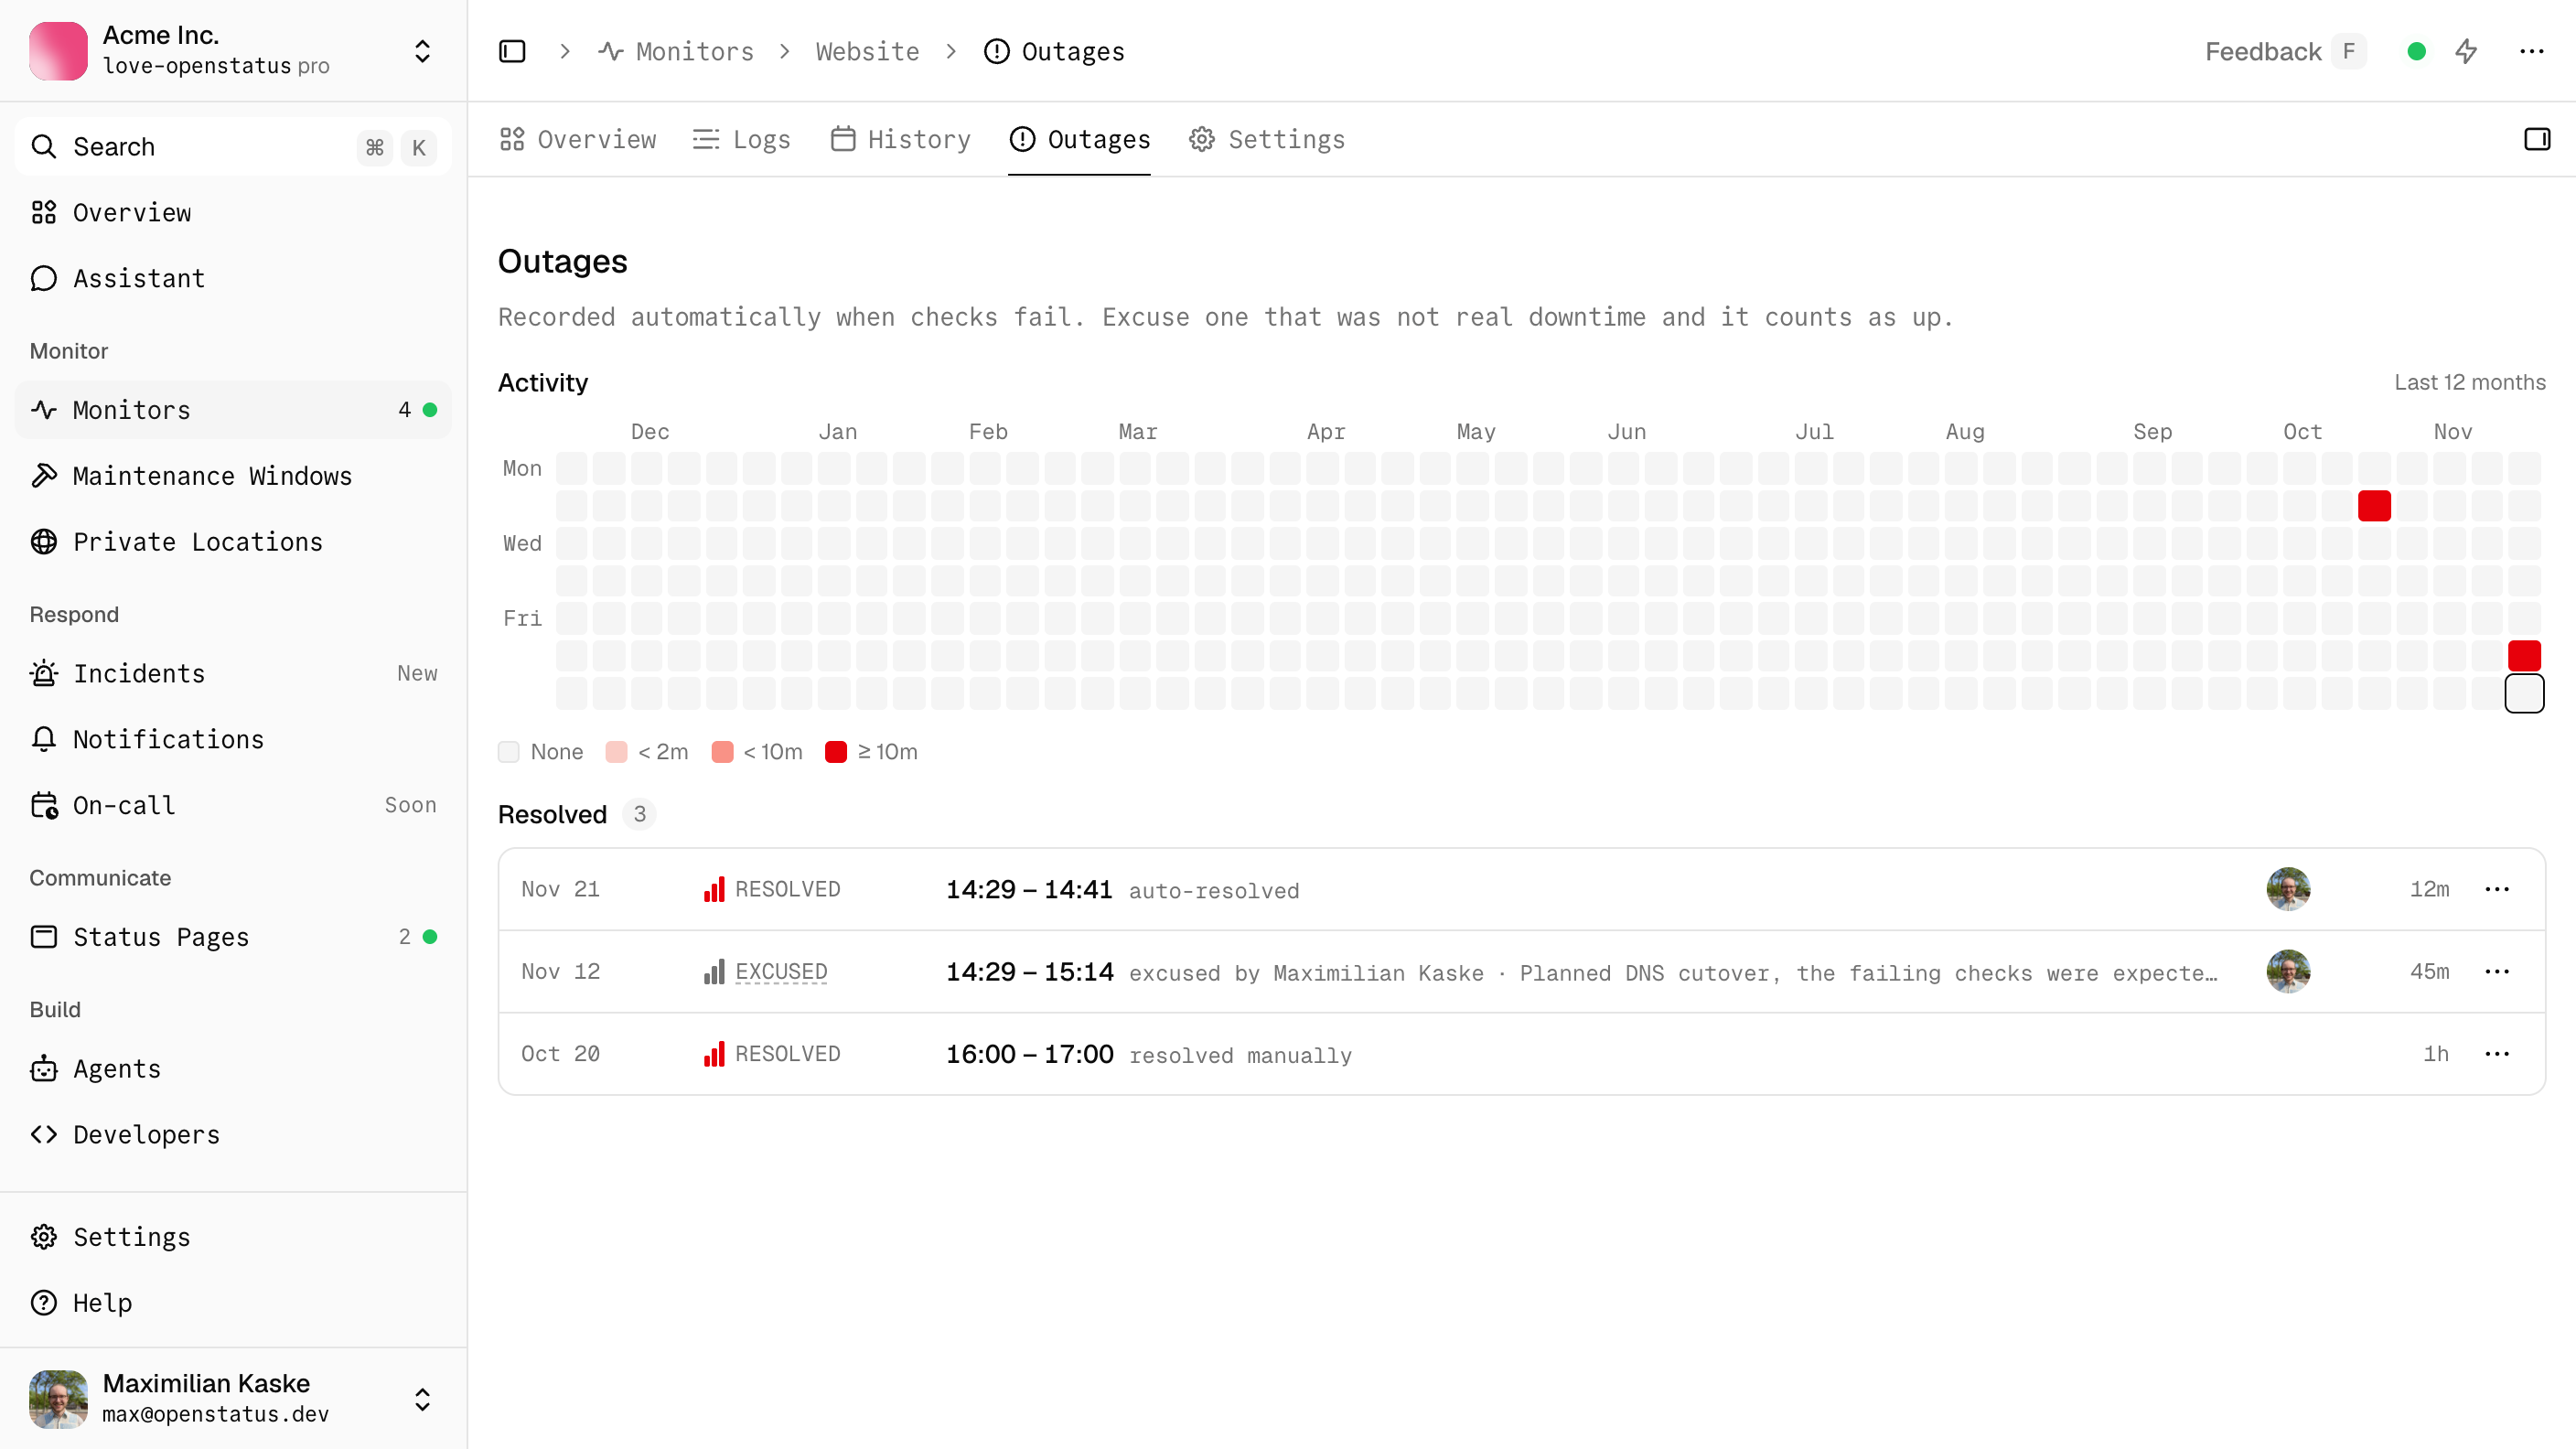 Acme Inc.
love-openstatus pro
Search ⌘ K
Overview
Assistant
Monitor
Monitors 4
Maintenance Windows
Private Locations
Respond
Incidents New
Notifications
On-call Soon
Communicate
Status Pages 2
Build
Agents
Developers
Settings
Help
Maximilian Kaske
max@openstatus.dev
Monitors Website Outages
Feedback F
Overview Logs History Outages Settings
Outages
Recorded automatically when checks fail. Excuse one that was not real downtime and it counts as up.
Activity Last 12 months
Dec Jan Feb Mar Apr May Jun Jul Aug Sep Oct Nov
Mon
Wed
Fri
None < 2m < 10m ≥ 10m
Resolved 3
Nov 21 RESOLVED 14:29 – 14:41 auto-resolved 12m
Nov 12 EXCUSED 14:29 – 15:14 excused by Maximilian Kaske · Planned DNS cutover, the failing checks were expecte… 45m
Oct 20 RESOLVED 16:00 – 17:00 resolved manually 1h